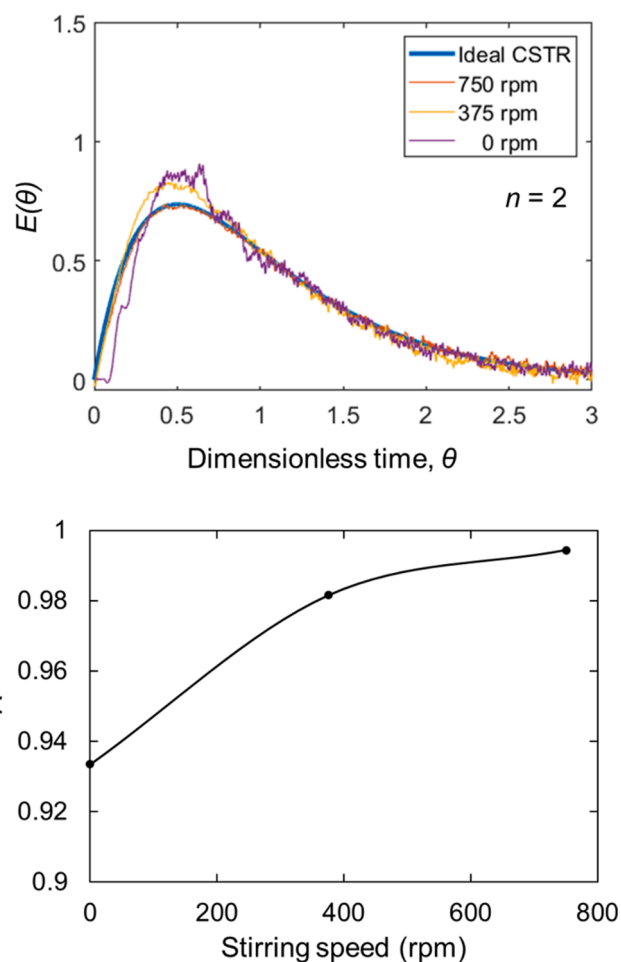 1.5
1
0.5
0
E(θ)
Ideal CSTR
750 rpm
375 rpm
0 rpm
n = 2
0 0.5 1 1.5 2 2.5 3
Dimensionless time, θ
1
0.98
0.96
0.94
0.92
0.9
0 200 400 600 800
Stirring speed (rpm)